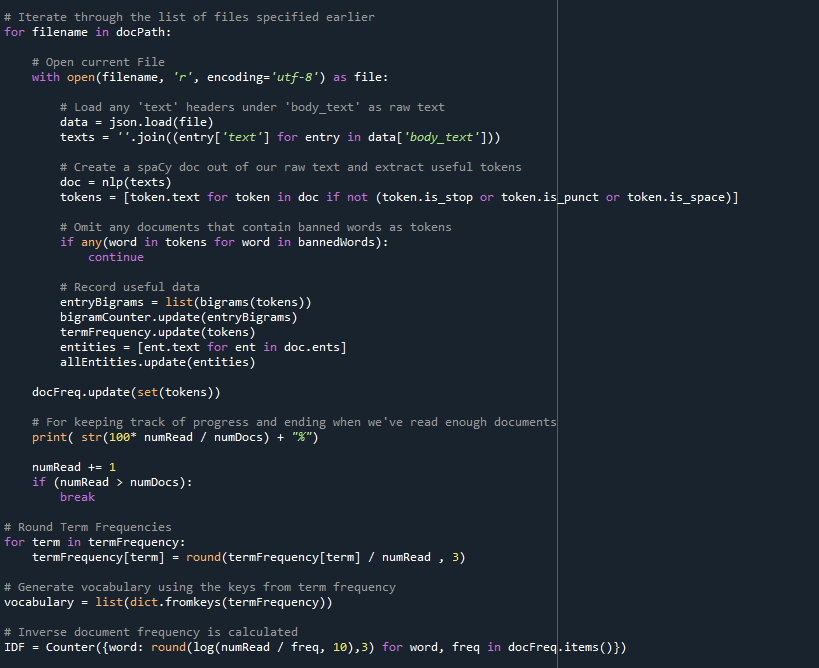 # Iterate through the list of files specified earlier
for filename in docPath:
# Open current File
with open(filename, 'r', encoding='utf-8') as file:
# Load any 'text' headers under 'body_text' as raw text
data = json.load(file)
texts = ''.join((entry['text'] for entry in data['body_text']))
# Create a spaCy doc out of our raw text and extract useful tokens
doc = nlp(texts)
tokens = [token.text for token in doc if not (token.is_stop or token.is_punct or token.is_space)]
# Omit any documents that contain banned words as tokens
if any(word in tokens for word in bannedWords):
continue
# Record useful data
entryBigrams = list(bigrams(tokens))
bigramCounter.update(entryBigrams)
termFrequency.update(tokens)
entities = [ent.text for ent in doc.ents]
allEntities.update(entities)
docFreq.update(set(tokens))
# For keeping track of progress and ending when we've read enough documents
print( str(100* numRead / numDocs) + "%")
numRead += 1
if (numRead > numDocs):
break
# Round Term Frequencies
for term in termFrequency:
termFrequency[term] = round(termFrequency[term] / numRead , 3)
# Generate vocabulary using the keys from term frequency
vocabulary = list(dict.fromkeys(termFrequency))
# Inverse document frequency is calculated
IDF = Counter({word: round(log(numRead / freq, 10),3) for word, freq in docFreq.items()})